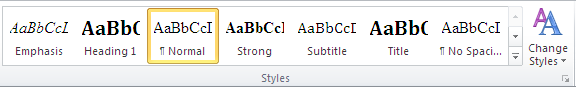 AaBbCcI AaBbC AaBbCcI AaBbCcI AaBbCcI AaBbC AaBbCcI
Emphasis Heading 1 ¶ Normal Strong Subtitle Title ¶ No Spaci... Change Styles
Styles